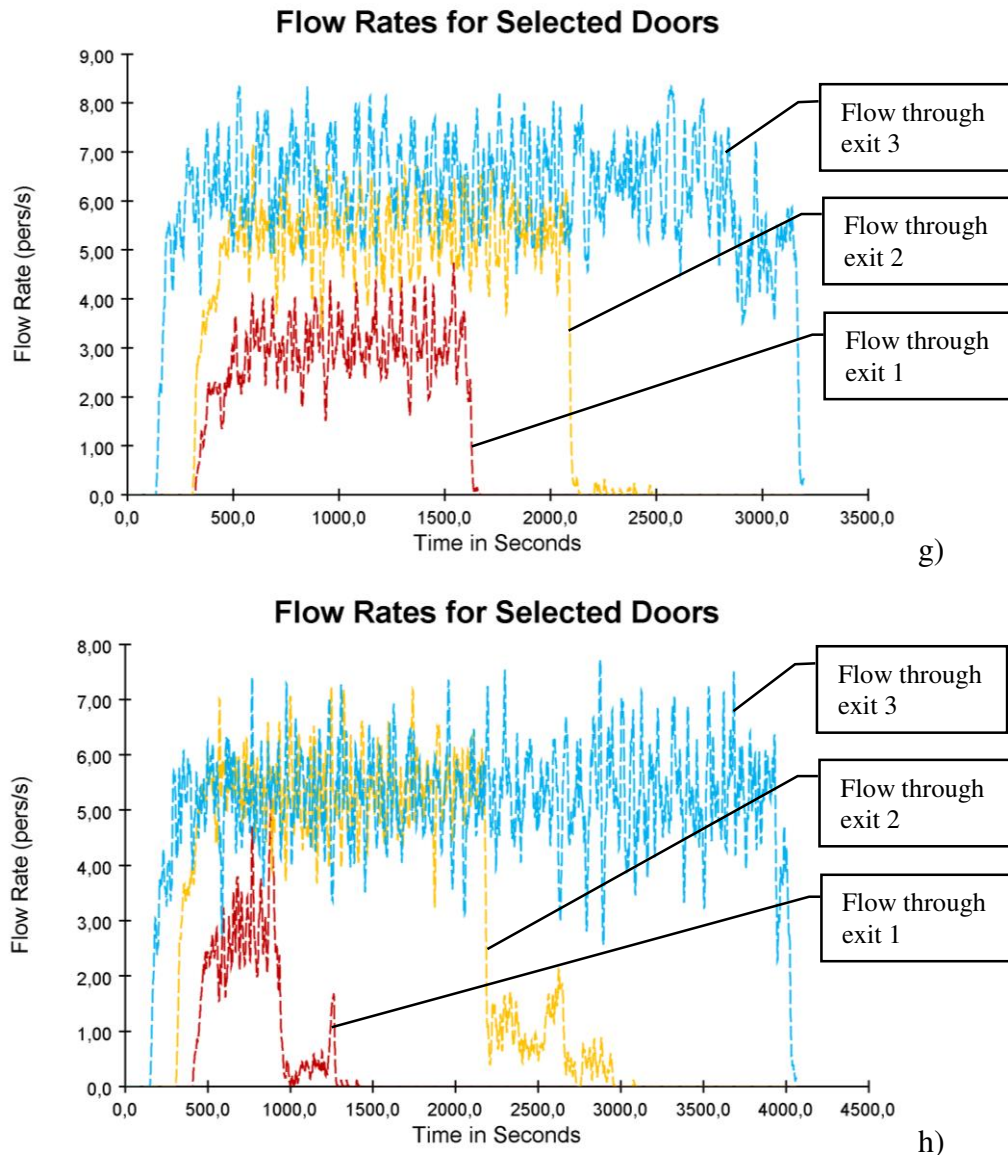 Flow Rates for Selected Doors
9,00
8,00
7,00
6,00
5,00
4,00
3,00
2,00
1,00
0,0
Flow Rate (pers/s)
0,0 500,0 1000,0 1500,0 2000,0 2500,0 3000,0 3500,0
Time in Seconds
Flow through
exit 3
Flow through
exit 2
Flow through
exit 1
g)
Flow Rates for Selected Doors
8,00
7,00
6,00
5,00
4,00
3,00
2,00
1,00
0,0
Flow Rate (pers/s)
0,0 500,0 1000,0 1500,0 2000,0 2500,0 3000,0 3500,0 4000,0 4500,0
Time in Seconds
Flow through
exit 3
Flow through
exit 2
Flow through
exit 1
h)